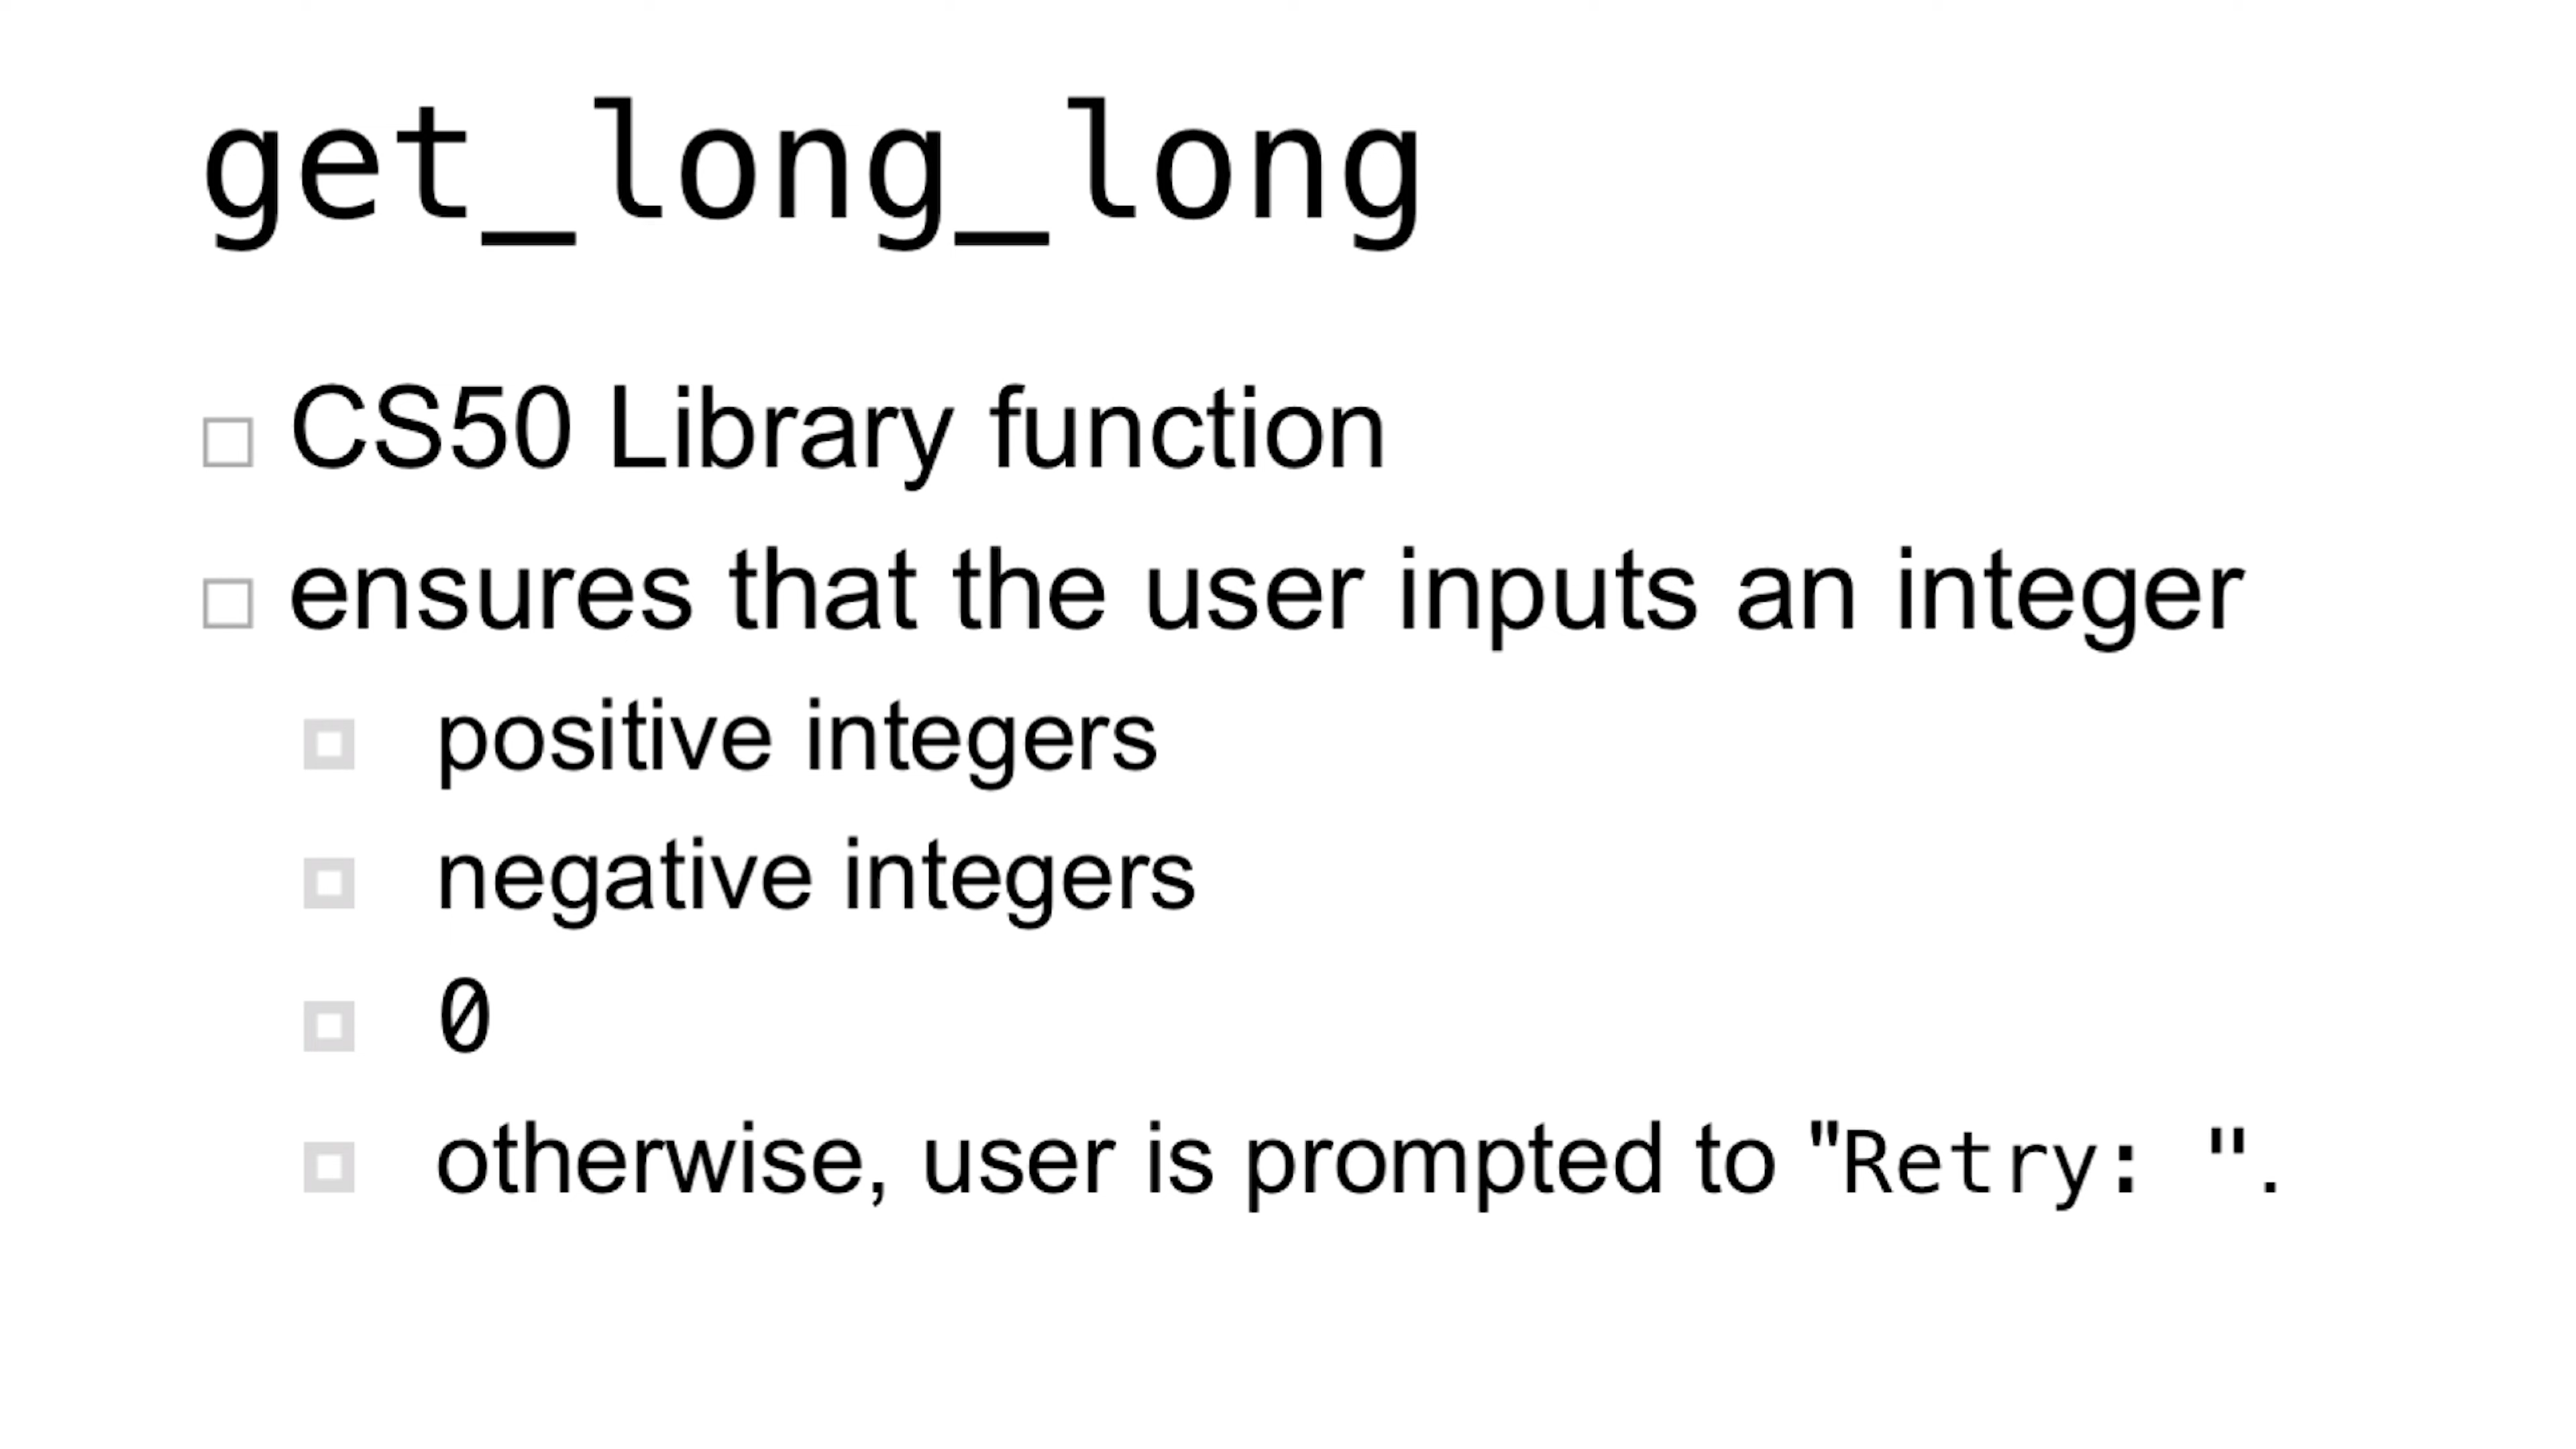 get_long_long
CS50 Library function
ensures that the user inputs an integer
positive integers
negative integers
0
otherwise, user is prompted to "Retry: ".